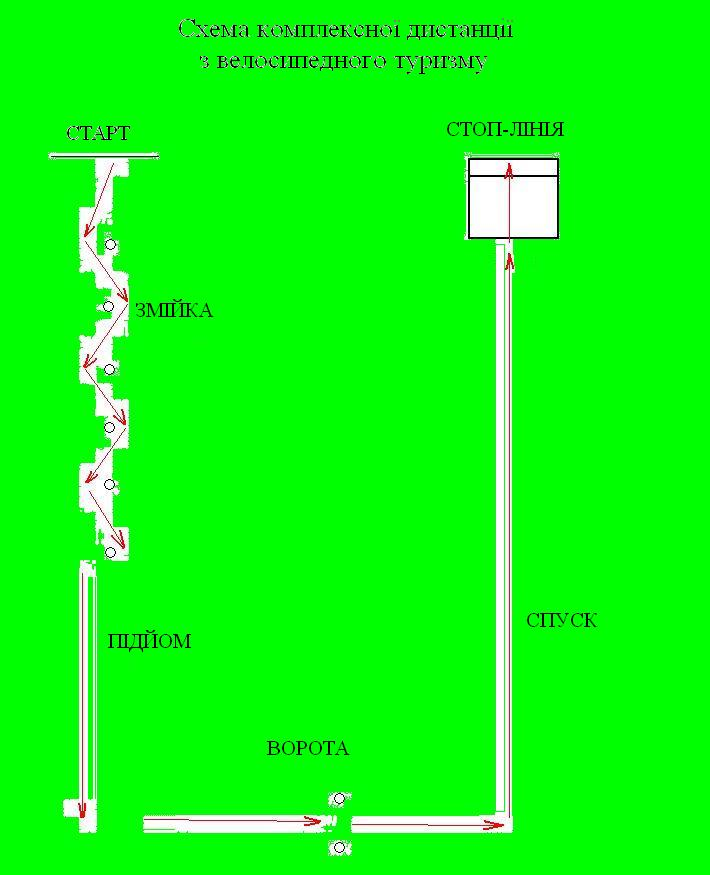 Схема комплексної дистанції
з велосипедного туризму
СТАРТ
СТОП-ЛІНІЯ
ЗМІЙКА
СПУСК
ПІДЙОМ
ВОРОТА